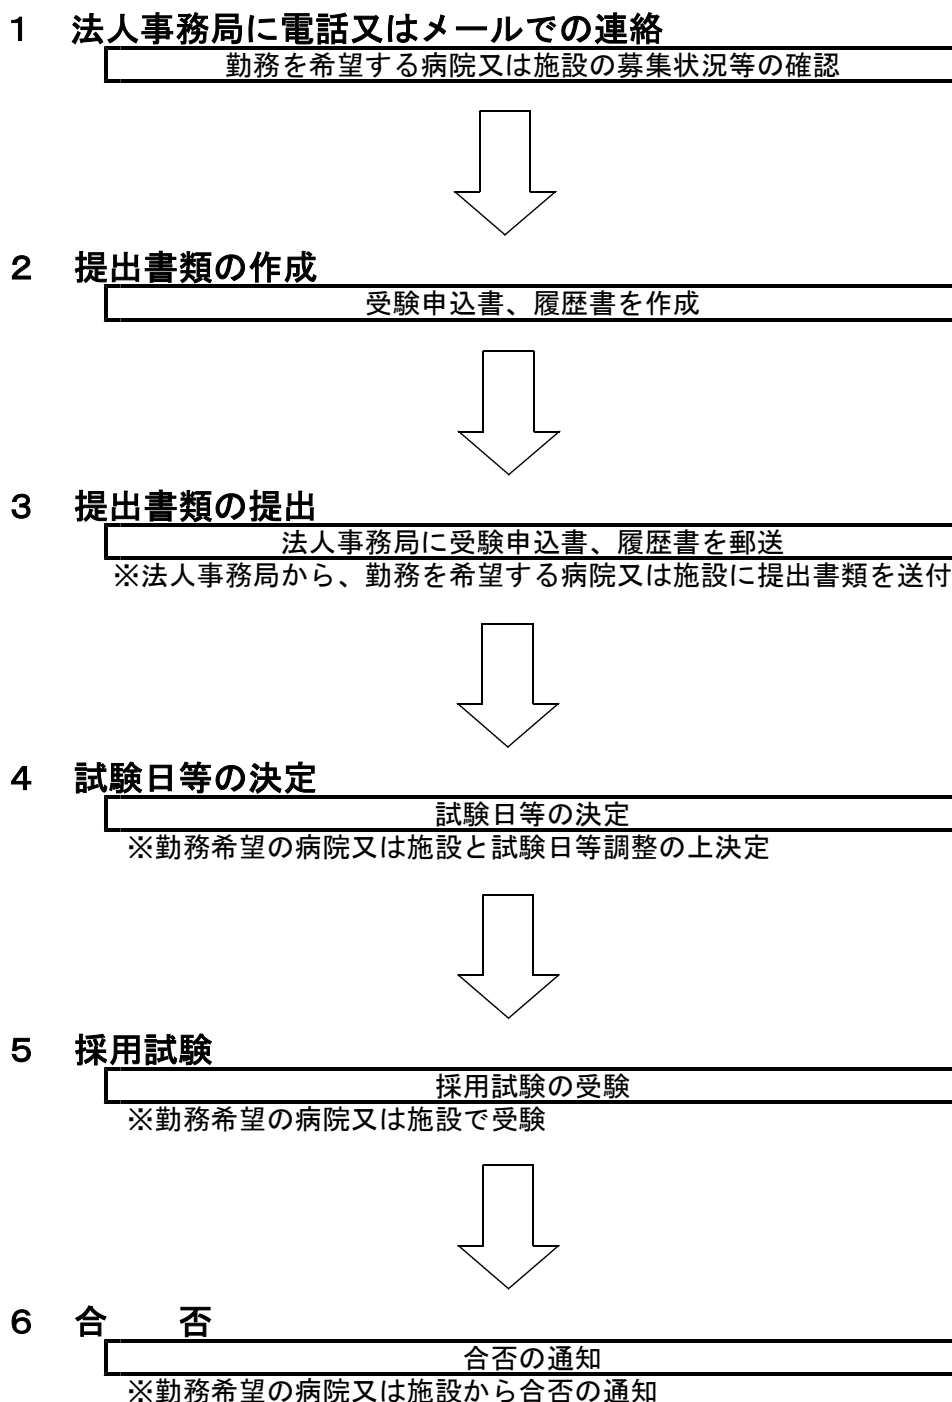 １　法人事務局に電話又はメールでの連絡
勤務を希望する病院又は施設の募集状況等の確認
２　提出書類の作成
受験申込書、履歴書を作成
３　提出書類の提出
法人事務局に受験申込書、履歴書を郵送
※法人事務局から、勤務を希望する病院又は施設に提出書類を送付
４　試験日等の決定
試験日等の決定
※勤務希望の病院又は施設と試験日等調整の上決定
５　採用試験
採用試験の受験
※勤務希望の病院又は施設で受験
６　合　　否
合否の通知
※勤務希望の病院又は施設から合否の通知